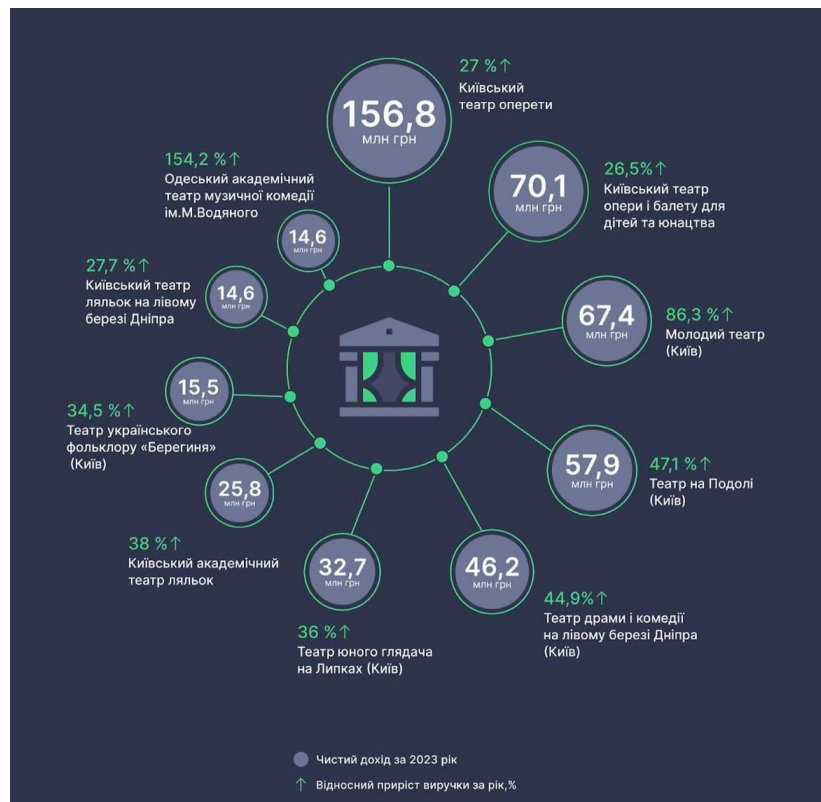 156,8
млн грн
27 %↑
Київський
театр оперети
70,1
млн грн
26,5%↑
Київський театр
опери і балету для
дітей та юнацтва
67,4
млн грн
86,3 %↑
Молодий театр
(Київ)
57,9
млн грн
47,1 %↑
Театр на Подолі
(Київ)
46,2
млн грн
44,9%↑
Театр драми і комедії
на лівому березі Дніпра
(Київ)
32,7
млн грн
36 %↑
Театр юного глядача
на Липках (Київ)
25,8
млн грн
38 %↑
Київський академічний
театр ляльок
15,5
млн грн
34,5 %↑
Театр українського
фольклору «Берегиня»
(Київ)
14,6
млн грн
27,7 %↑
Київський театр
ляльок на лівому
березі Дніпра
14,6
млн грн
154,2 %↑
Одеський академічний
театр музичної комедії
ім.М.Водяного
Чистий дохід за 2023 рік
↑ Відносний приріст виручки за рік,%